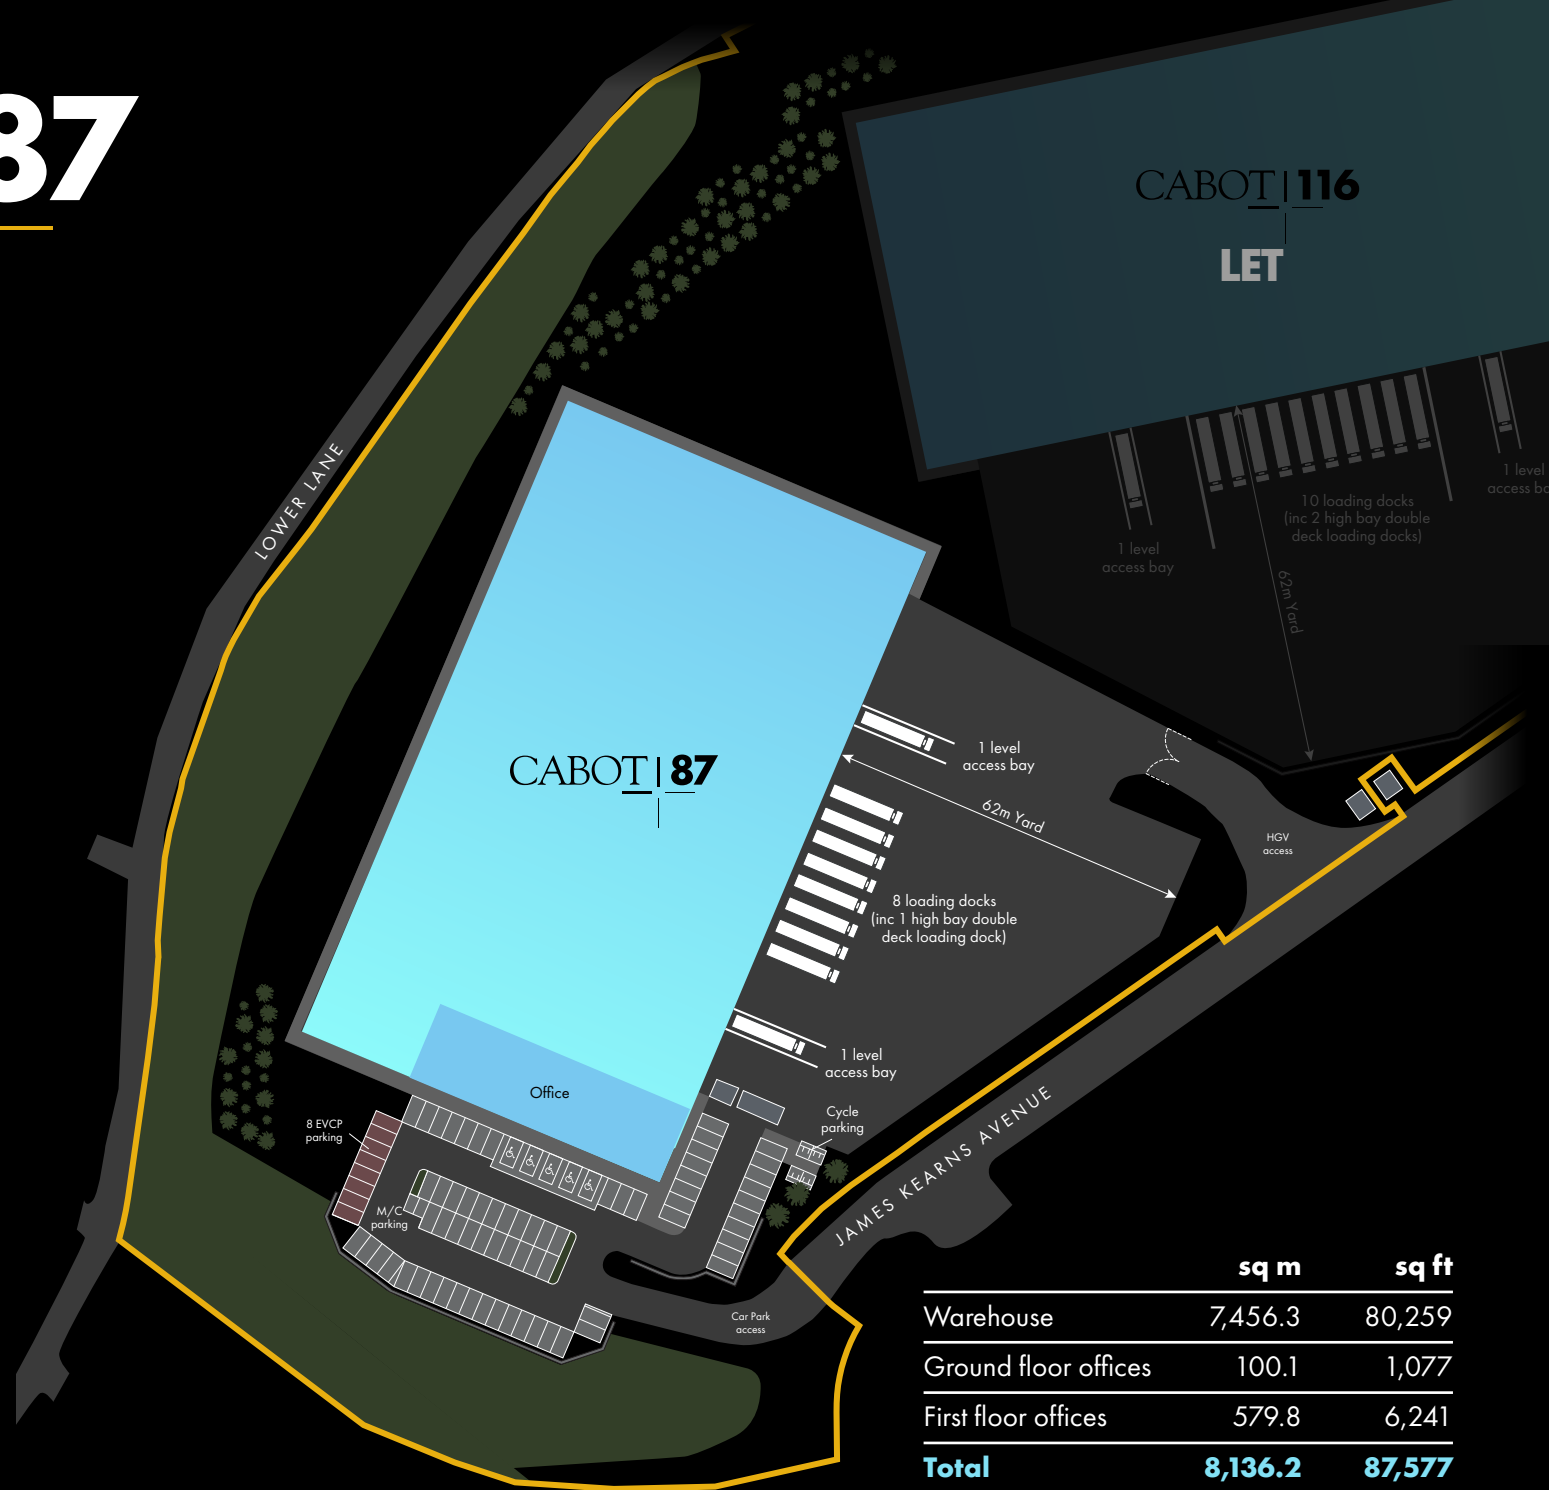 87
CABOT 116
LET
1 level
access bay
10 loading docks
(inc 2 high bay double
deck loading docks)
1 level
access bay
62m Yard
LOWER LANE
CABOT 87
1 level
access bay
62m Yard
HGV
access
8 loading docks
(inc 1 high bay double
deck loading dock)
1 level
access bay
Office
Cycle
parking
8 EVCP
parking
M/C
parking
JAMES KEARNS AVENUE
Car Park
access
sq m sq ft
Warehouse 7,456.3 80,259
Ground floor offices 100.1 1,077
First floor offices 579.8 6,241
Total 8,136.2 87,577